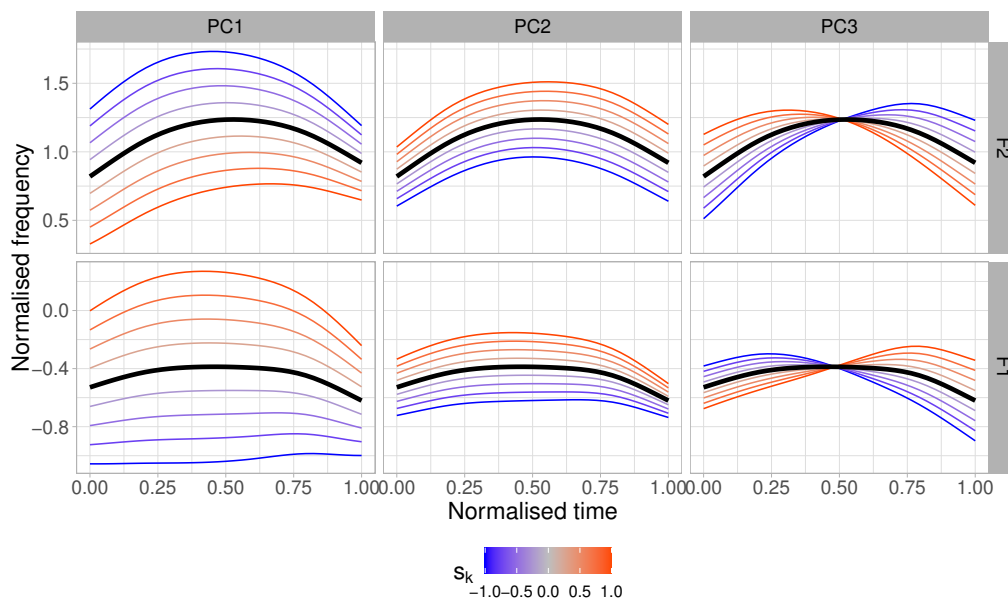 PC1 PC2 PC3
Normalised frequency
1.5
1.0
0.5
F2
0.0
−0.4
−0.8
F1
0.00 0.25 0.50 0.75 1.00 0.00 0.25 0.50 0.75 1.00 0.00 0.25 0.50 0.75 1.00
Normalised time
s_k
−1.0 −0.5 0.0 0.5 1.0